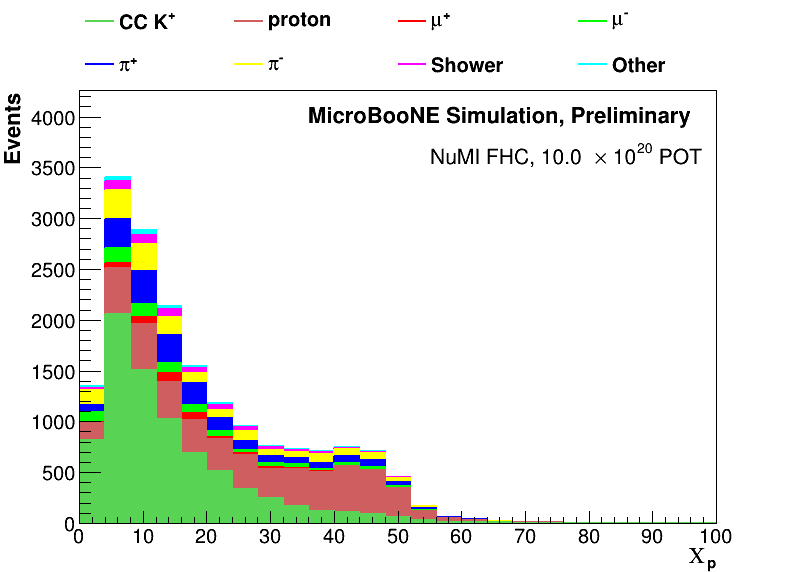 CC K⁺ proton μ⁺ μ⁻
π⁺ π⁻ Shower Other
MicroBooNE Simulation, Preliminary
NuMI FHC, 10.0 × 10²⁰ POT
Events
4000
3500
3000
2500
2000
1500
1000
500
0
0 10 20 30 40 50 60 70 80 90 100
Χₚ